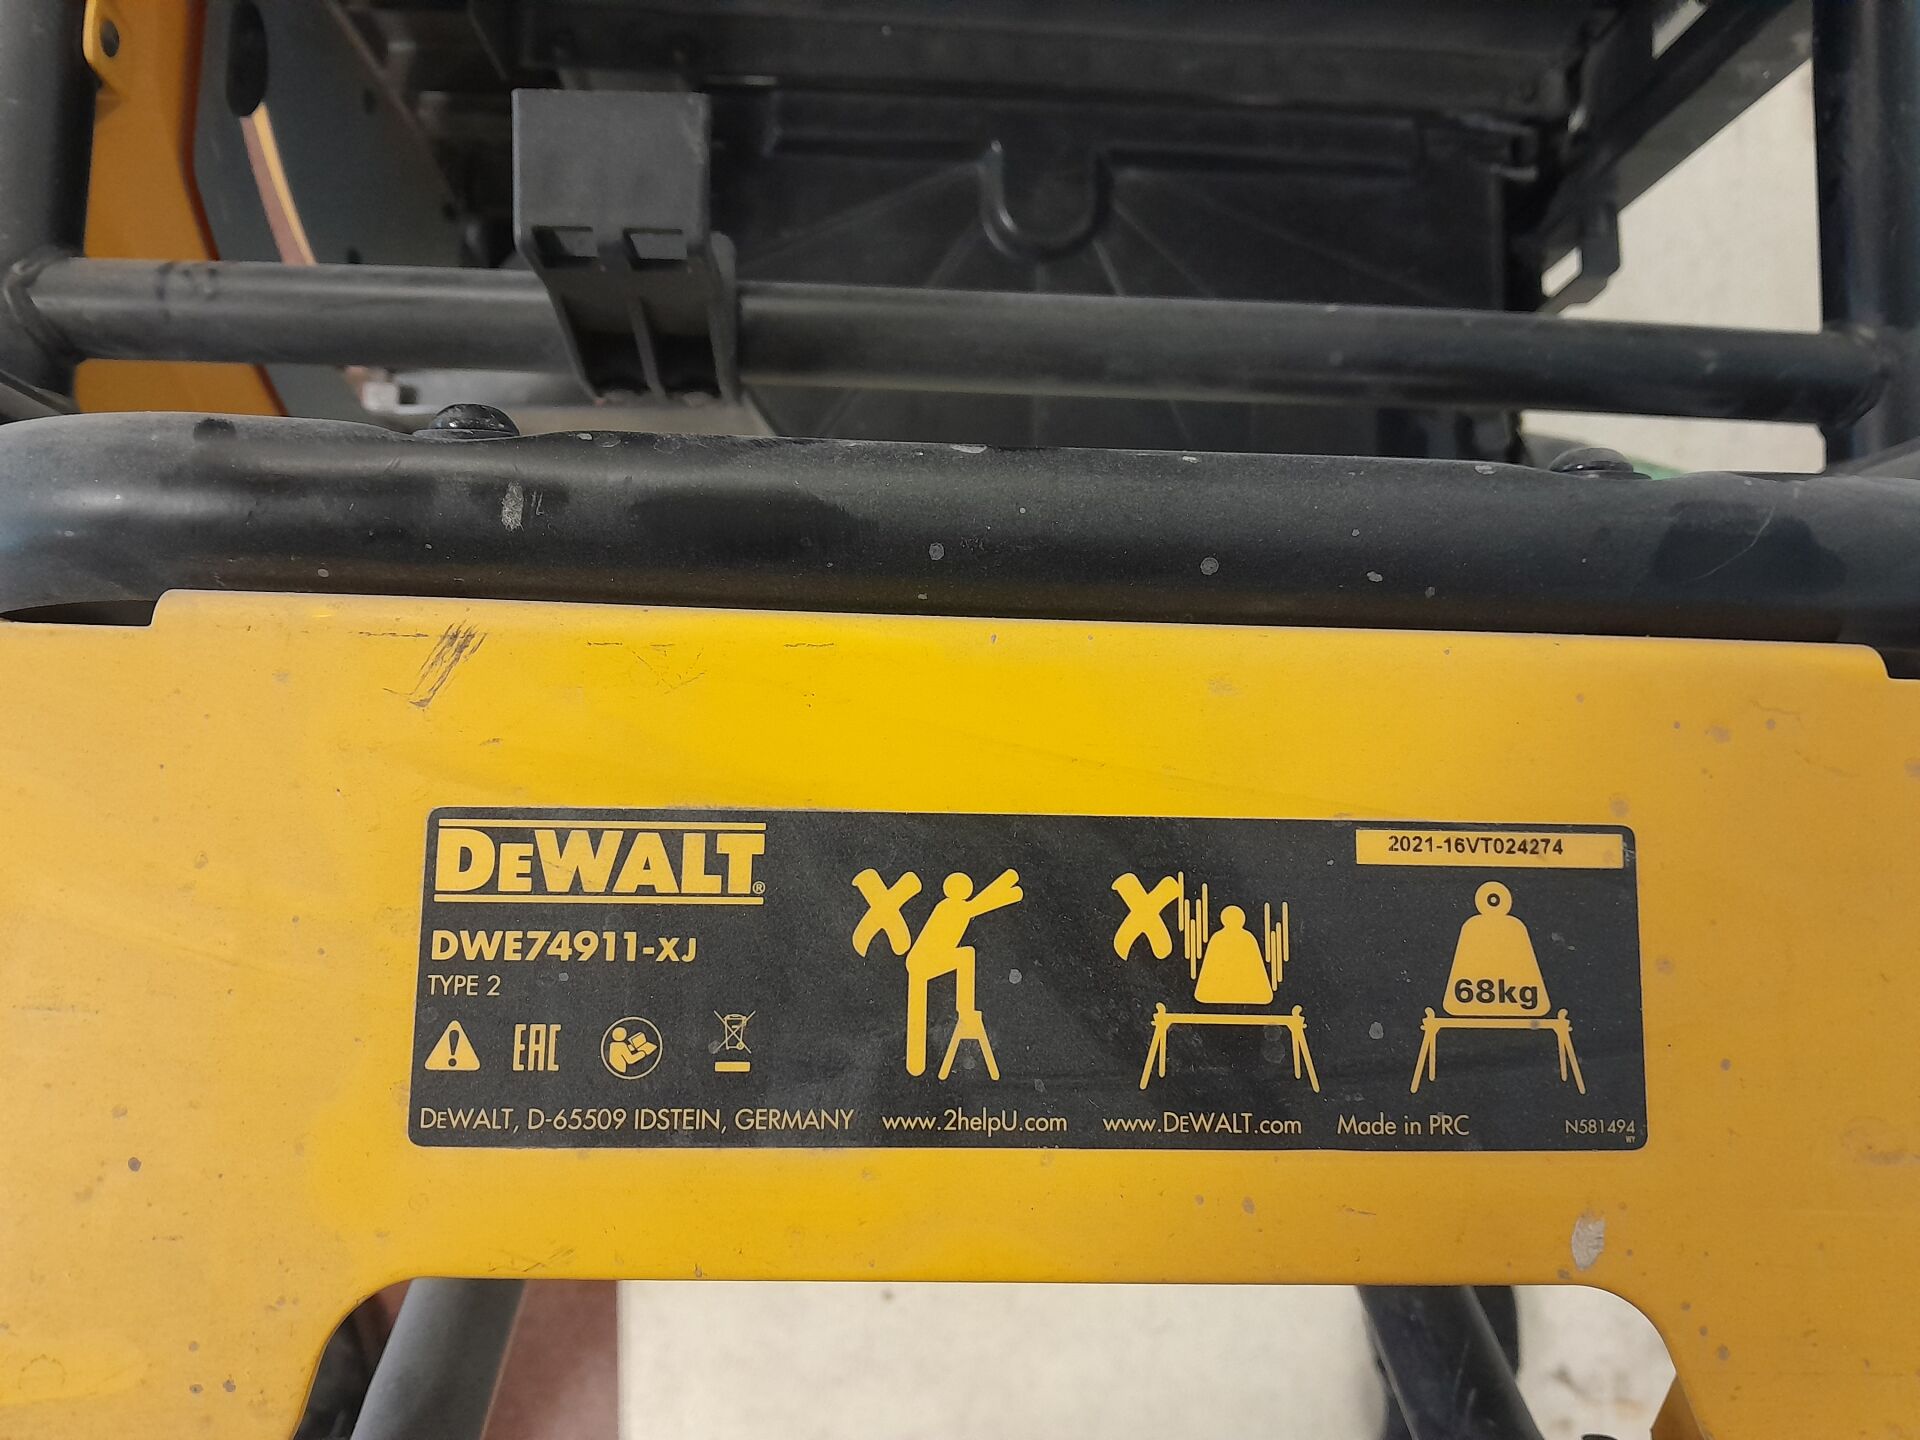 DEWALT®
2021-16VT024274
DWE74911-XJ
TYPE 2
68kg
EAC
DEWALT, D-65509 IDSTEIN, GERMANY www.2helpU.com www.DEWALT.com Made in PRC N581494
WY